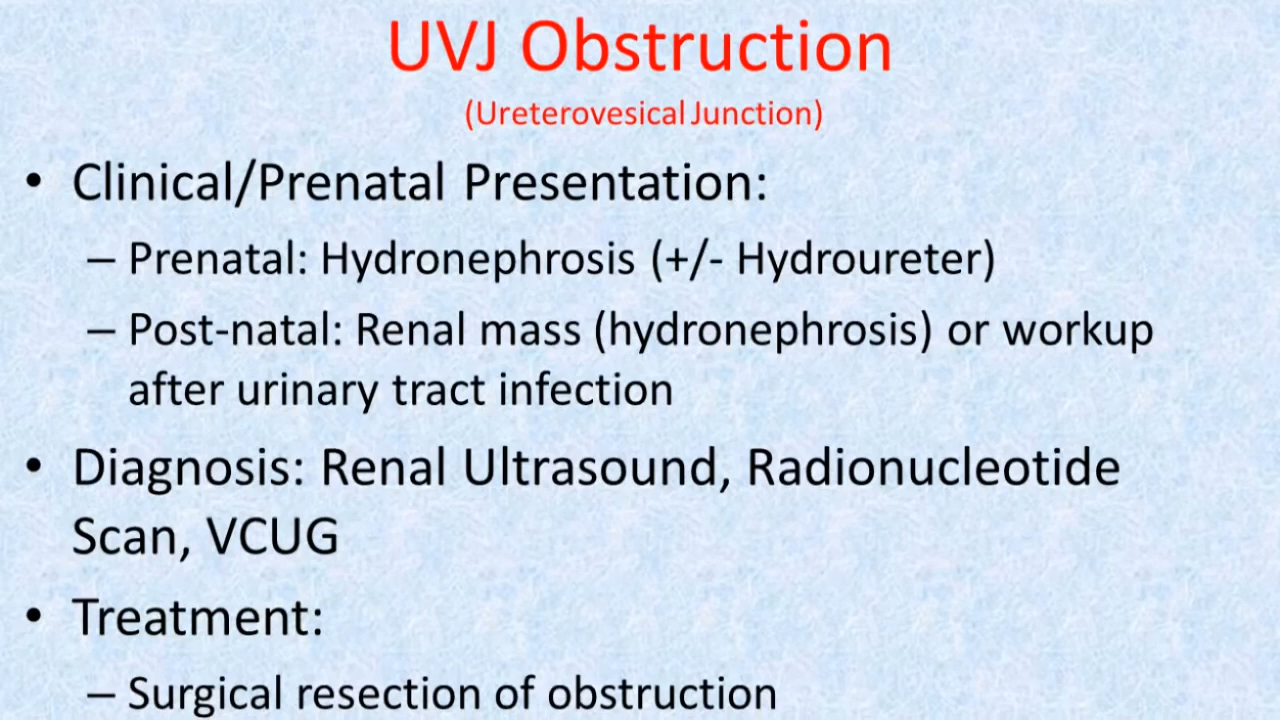 UVJ Obstruction
(Ureterovesical Junction)
• Clinical/Prenatal Presentation:
– Prenatal: Hydronephrosis (+/- Hydroureter)
– Post-natal: Renal mass (hydronephrosis) or workup
after urinary tract infection
• Diagnosis: Renal Ultrasound, Radionucleotide
Scan, VCUG
• Treatment:
– Surgical resection of obstruction